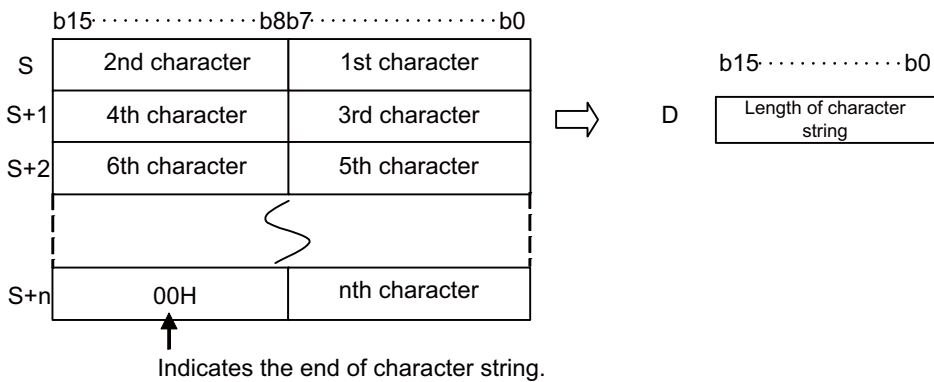 b15··············b8b7··················b0
S 2nd character 1st character
S+1 4th character 3rd character
S+2 6th character 5th character
S+n 00H nth character
Indicates the end of character string.
b15·············b0
D Length of character
string